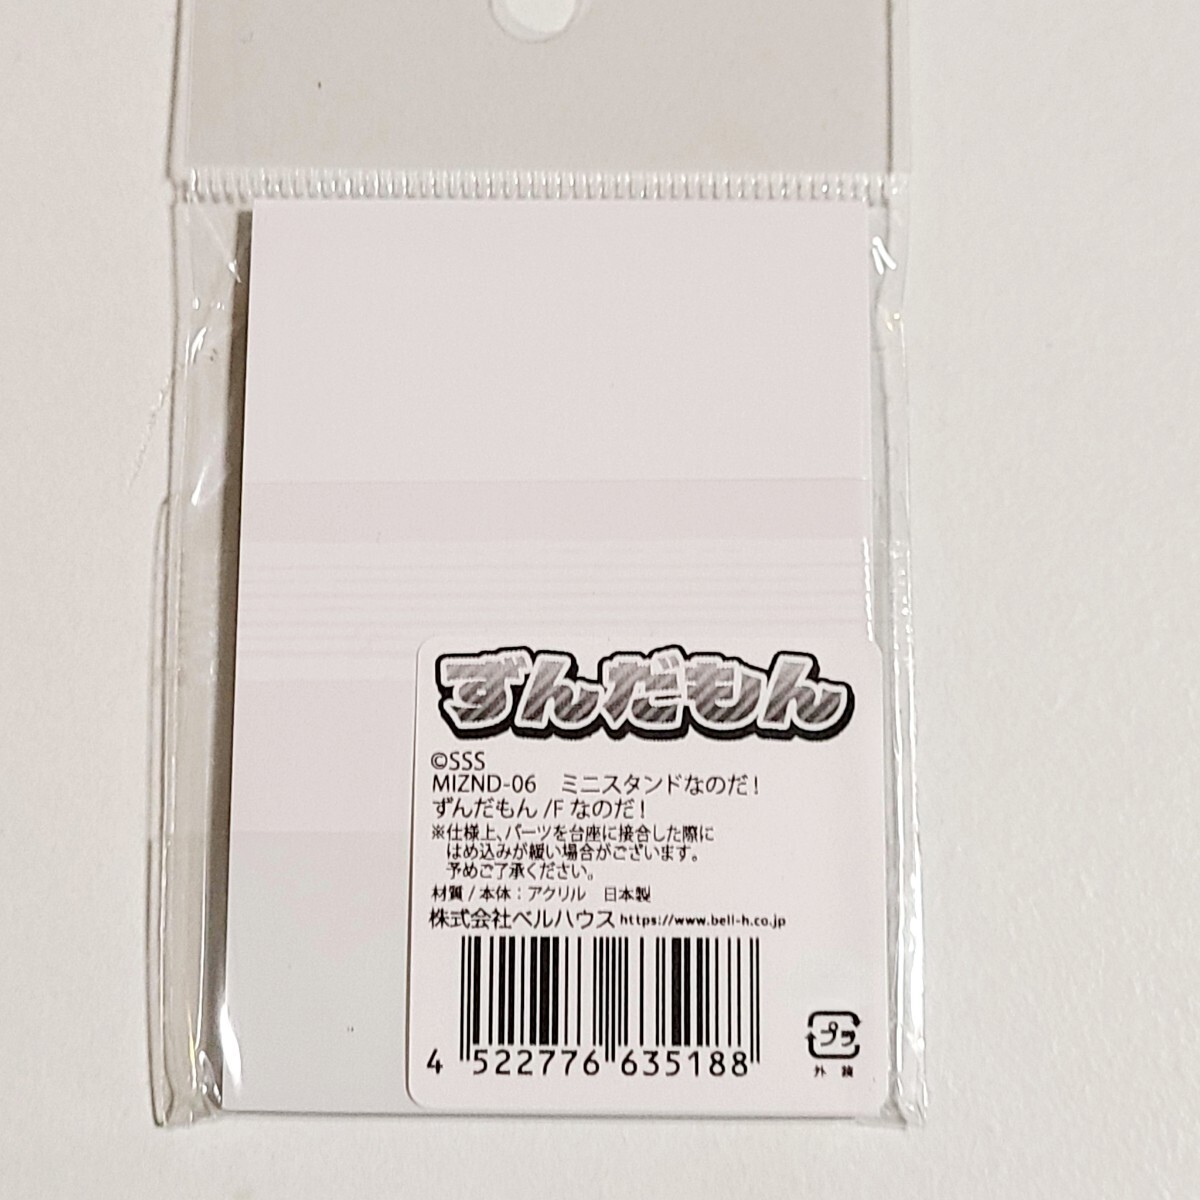 ずんだもん
©SSS
MIZND-06　ミニスタンドなのだ！
ずんだもん /F なのだ！
※仕様上、パーツを台座に接合した際に
はめ込みが緩い場合がございます。
予めご了承ください。
材質 / 本体：アクリル　日本製
株式会社ベルハウス https://www.bell-h.co.jp
プラ
外装
4 522776 635188